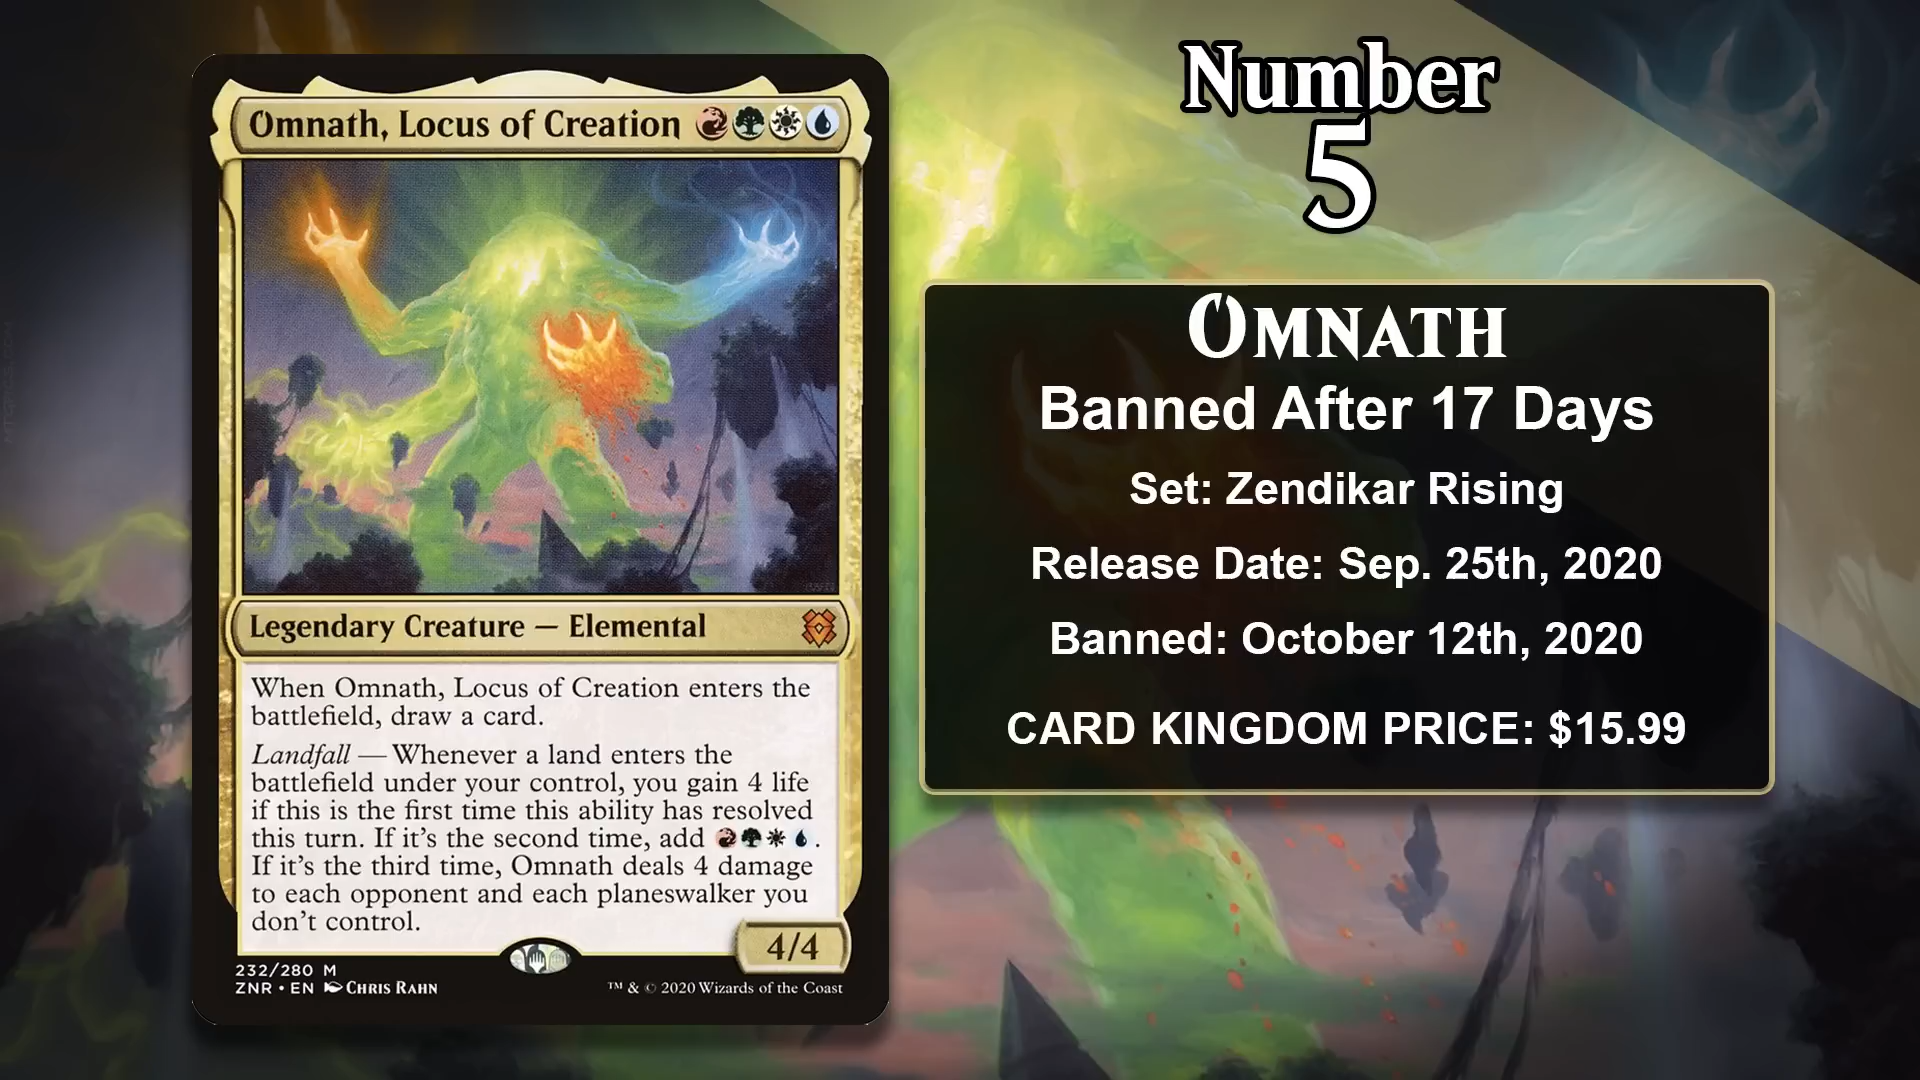 Omnath, Locus of Creation
Legendary Creature — Elemental
When Omnath, Locus of Creation enters the
battlefield, draw a card.
Landfall — Whenever a land enters the
battlefield under your control, you gain 4 life
if this is the first time this ability has resolved
this turn. If it's the second time, add .
If it's the third time, Omnath deals 4 damage
to each opponent and each planeswalker you
don't control.
4/4
232/280 M
ZNR • EN Chris Rahn
™ & © 2020 Wizards of the Coast
Number
5
Omnath
Banned After 17 Days
Set: Zendikar Rising
Release Date: Sep. 25th, 2020
Banned: October 12th, 2020
CARD KINGDOM PRICE: $15.99